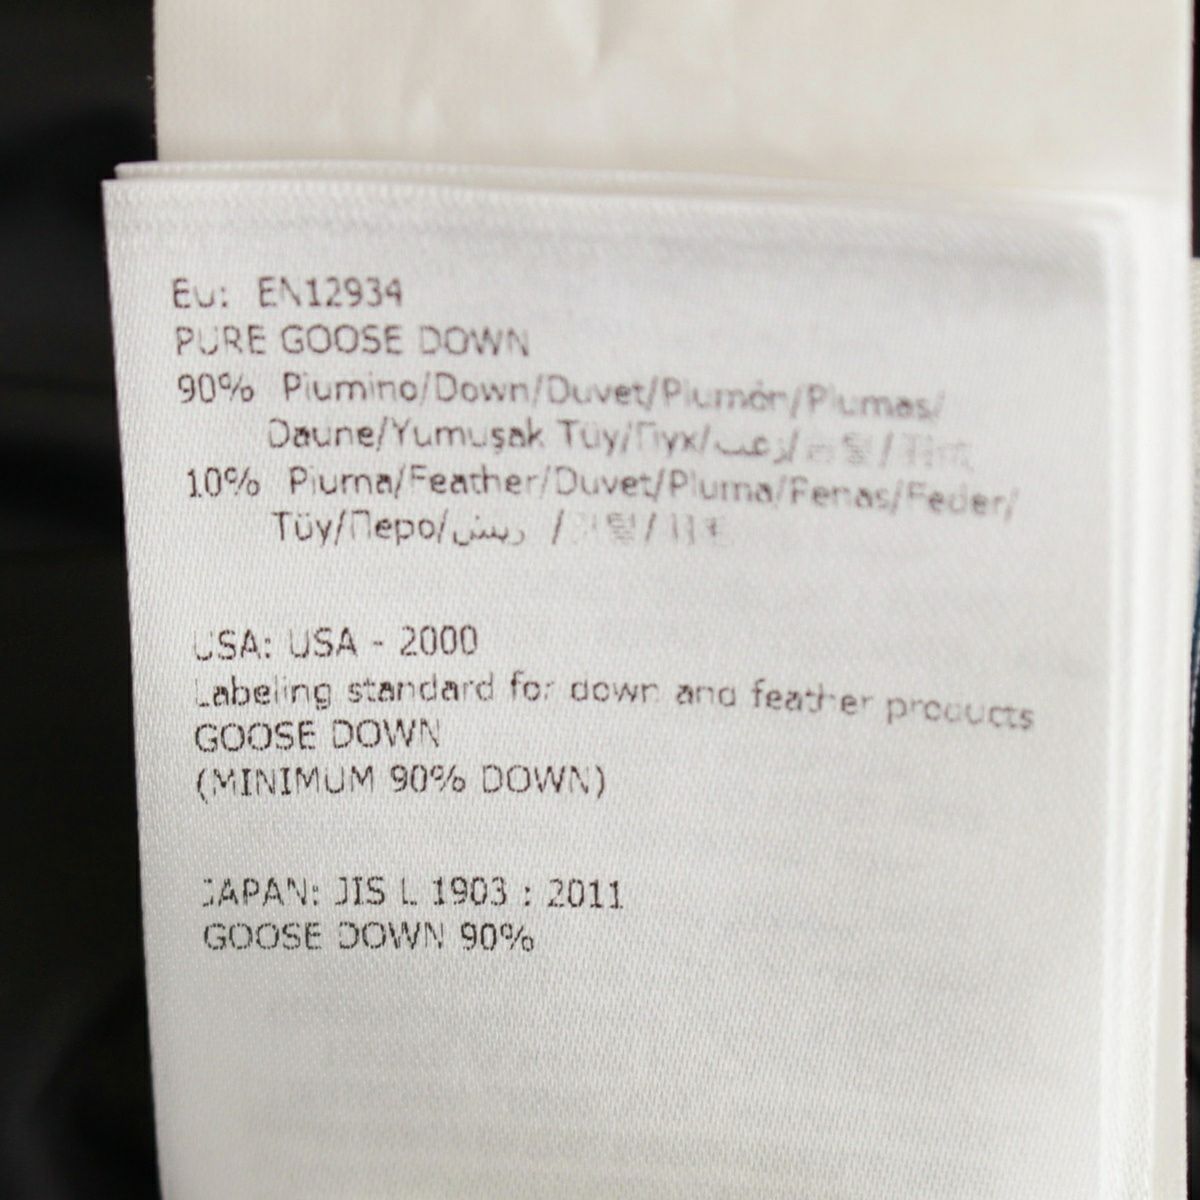 EU: EN12934
PURE GOOSE DOWN
90% Piumino/Down/Duvet/Plumón/Plumas/
Daune/Yumuşak Tüy/Пух/زغب/
10% Piuma/Feather/Duvet/Pluma/Penas/Feder/
Tüy/Перо/ريش /
USA: USA - 2000
Labeling standard for down and feather products
GOOSE DOWN
(MINIMUM 90% DOWN)
JAPAN: JIS L 1903 : 2011
GOOSE DOWN 90%